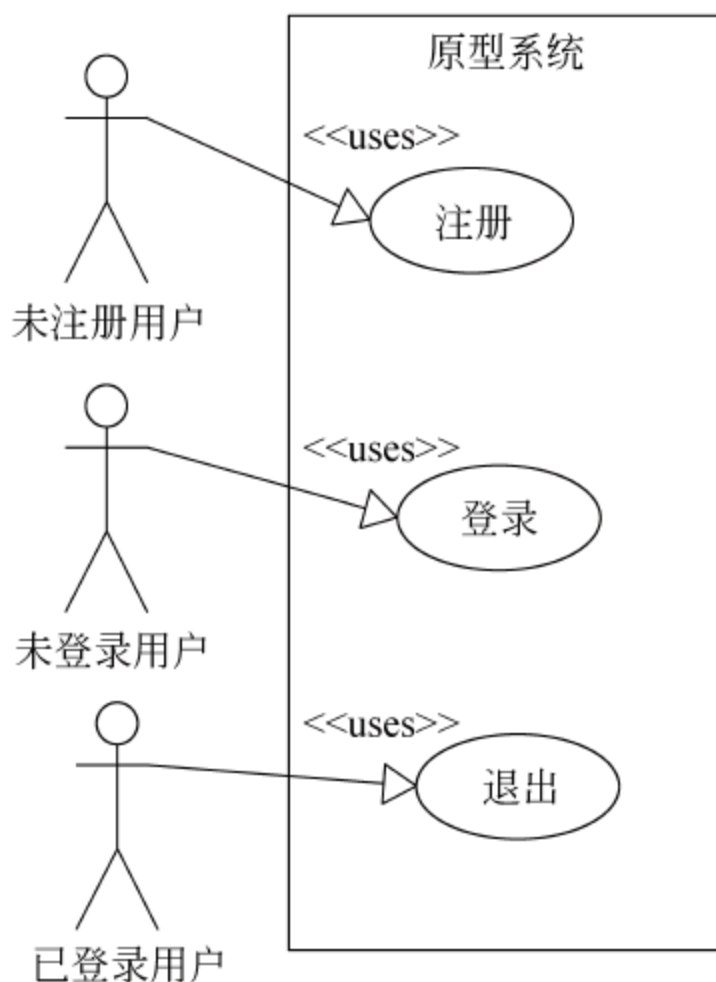 原型系统
<<uses>>
注册
未注册用户
<<uses>>
登录
未登录用户
<<uses>>
退出
已登录用户